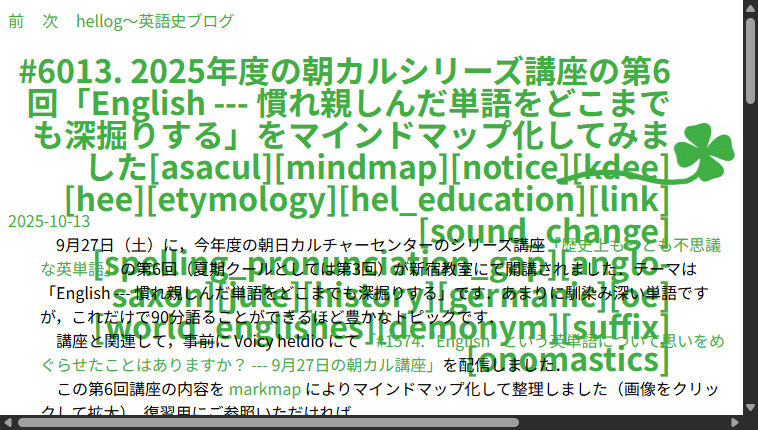 前 次 hellog～英語史ブログ
#6013. 2025年度の朝カルシリーズ講座の第6
回「English --- 慣れ親しんだ単語をどこまで
も深掘りする」をマインドマップ化してみま
した[asacul][mindmap][notice][kdee]
[hee][etymology][hel_education][link]
[sound_change]
[spelling_pronunciation_gap][anglo-
saxon][jute][history][germanic][oe]
[world_englishes][demonym][suffix]
[onomastics]
2025-10-13
9月27日（土）に，今年度の朝日カルチャーセンターのシリーズ講座「歴史上もっとも不思議
な英単語」の第6回（夏期クールとしては第3回）が新宿教室にて開講されました．テーマは
「English --- 慣れ親しんだ単語をどこまでも深掘りする」です．あまりに馴染み深い単語です
が，これだけで90分語ることができるほど豊かなトピックです．
講座と関連して，事前に Voicy heldio にて「#1574. "English" という英単語について思いをめ
ぐらせたことはありますか？ --- 9月27日の朝カル講座」を配信しました．
この第6回講座の内容を markmap によりマインドマップ化して整理しました（画像をクリッ
クして拡大）．復習用にご参照いただければ．